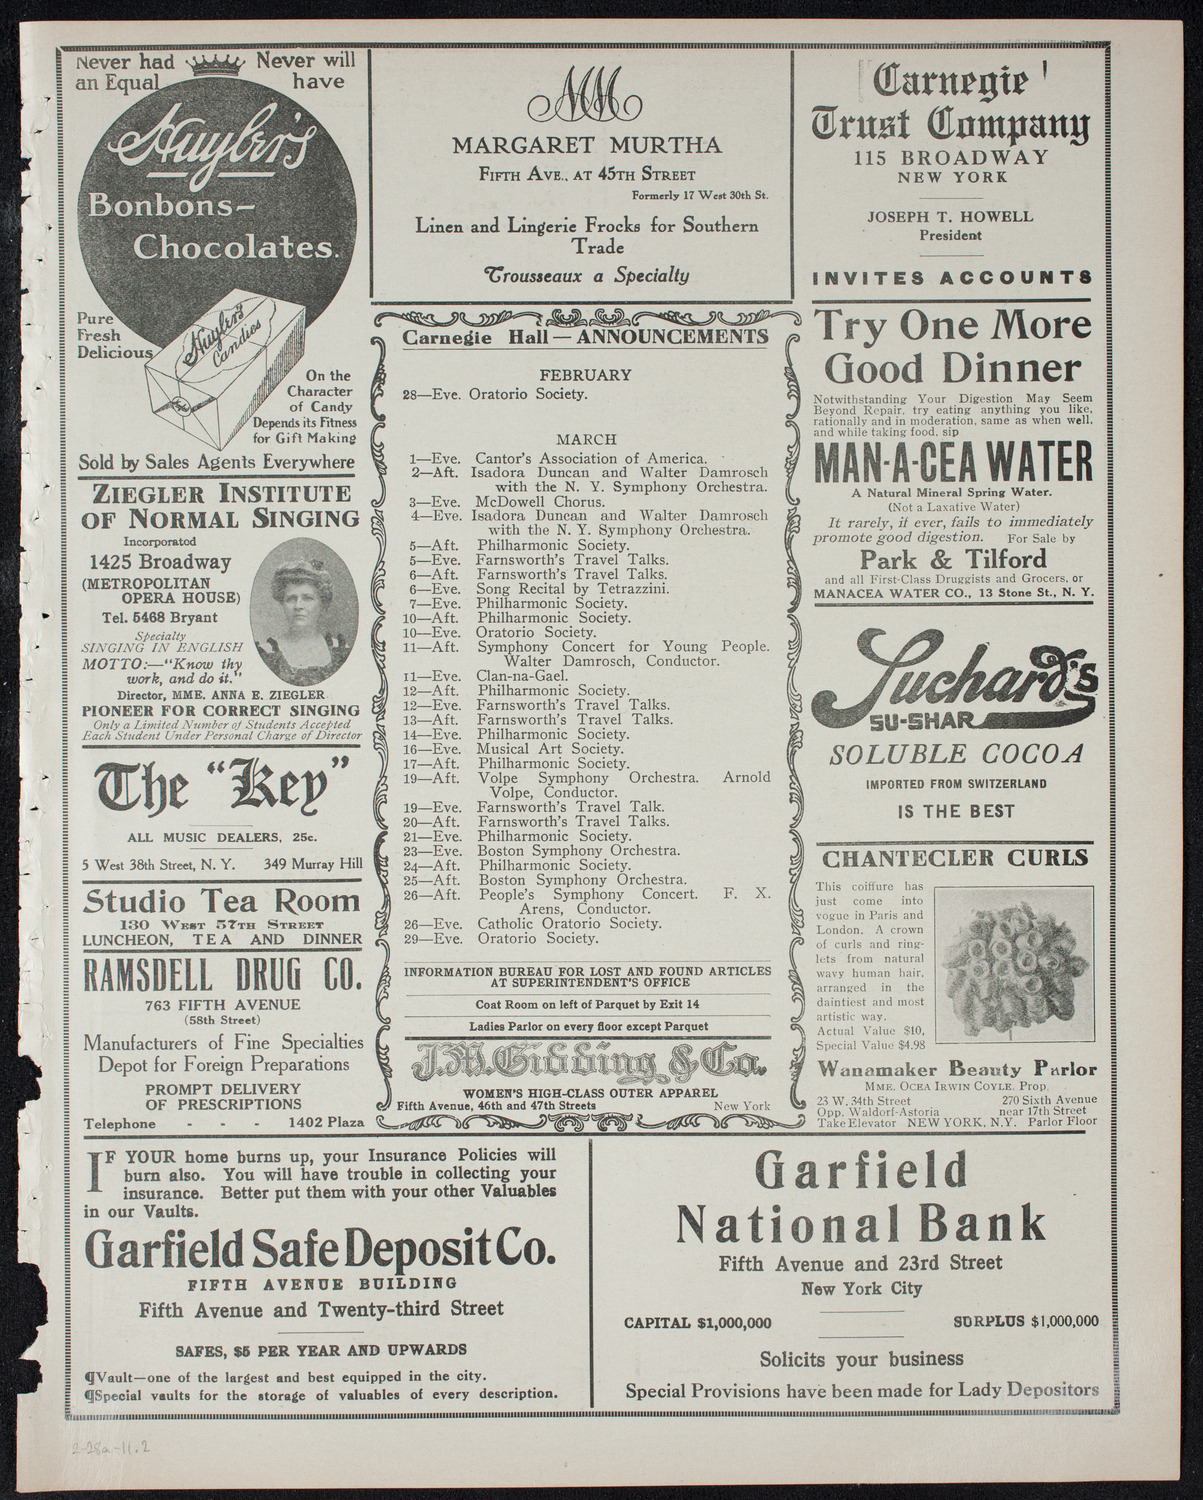 Never had
an Equal
Never will
have
Huyler's
Bonbons-
Chocolates.
Pure
Fresh
Delicious
Huyler's
Candies
On the
Character
of Candy
Depends its Fitness
for Gift Making
Sold by Sales Agents Everywhere
ZIEGLER INSTITUTE
OF NORMAL SINGING
Incorporated
1425 Broadway
(METROPOLITAN
OPERA HOUSE)
Tel. 5468 Bryant
Specialty
SINGING IN ENGLISH
MOTTO:—"Know thy
work, and do it."
Director, MME. ANNA E. ZIEGLER
PIONEER FOR CORRECT SINGING
Only a Limited Number of Students Accepted
Each Student Under Personal Charge of Director
The "Key"
ALL MUSIC DEALERS, 25c.
5 West 38th Street, N. Y. 349 Murray Hill
Studio Tea Room
130 WEST 57TH STREET
LUNCHEON, TEA AND DINNER
RAMSDELL DRUG CO.
763 FIFTH AVENUE
(58th Street)
Manufacturers of Fine Specialties
Depot for Foreign Preparations
PROMPT DELIVERY
OF PRESCRIPTIONS
Telephone - - - 1402 Plaza
MM
MARGARET MURTHA
FIFTH AVE., AT 45TH STREET
Formerly 17 West 30th St.
Linen and Lingerie Frocks for Southern
Trade
Trousseaux a Specialty
Carnegie Hall—ANNOUNCEMENTS
FEBRUARY
28—Eve. Oratorio Society.
MARCH
1—Eve. Cantor's Association of America.
2—Aft. Isadora Duncan and Walter Damrosch
with the N. Y. Symphony Orchestra.
3—Eve. McDowell Chorus.
4—Eve. Isadora Duncan and Walter Damrosch
with the N. Y. Symphony Orchestra.
5—Aft. Philharmonic Society.
5—Eve. Farnsworth's Travel Talks.
6—Aft. Farnsworth's Travel Talks.
6—Eve. Song Recital by Tetrazzini.
7—Eve. Philharmonic Society.
10—Aft. Philharmonic Society.
10—Eve. Oratorio Society.
11—Aft. Symphony Concert for Young People.
Walter Damrosch, Conductor.
11—Eve. Clan-na-Gael.
12—Aft. Philharmonic Society.
12—Eve. Farnsworth's Travel Talks.
13—Aft. Farnsworth's Travel Talks.
14—Eve. Philharmonic Society.
16—Eve. Musical Art Society.
17—Aft. Philharmonic Society.
19—Aft. Volpe Symphony Orchestra. Arnold
Volpe, Conductor.
19—Eve. Farnsworth's Travel Talk.
20—Aft. Farnsworth's Travel Talks.
21—Eve. Philharmonic Society.
23—Eve. Boston Symphony Orchestra.
24—Aft. Philharmonic Society.
25—Aft. Boston Symphony Orchestra.
26—Aft. People's Symphony Concert. F. X.
Arens, Conductor.
26—Eve. Catholic Oratorio Society.
29—Eve. Oratorio Society.
INFORMATION BUREAU FOR LOST AND FOUND ARTICLES
AT SUPERINTENDENT'S OFFICE
Coat Room on left of Parquet by Exit 14
Ladies Parlor on every floor except Parquet
J.M. Gidding & Co.
WOMEN'S HIGH-CLASS OUTER APPAREL
Fifth Avenue, 46th and 47th Streets New York
Carnegie
Trust Company
115 BROADWAY
NEW YORK
JOSEPH T. HOWELL
President
INVITES ACCOUNTS
Try One More
Good Dinner
Notwithstanding Your Digestion May Seem
Beyond Repair, try eating anything you like,
rationally and in moderation, same as when well,
and while taking food, sip
MAN-A-CEA WATER
A Natural Mineral Spring Water.
(Not a Laxative Water)
It rarely, if ever, fails to immediately
promote good digestion. For Sale by
Park & Tilford
and all First-Class Druggists and Grocers, or
MANACEA WATER CO., 13 Stone St., N. Y.
Suchard's
SU-SHAR
SOLUBLE COCOA
IMPORTED FROM SWITZERLAND
IS THE BEST
CHANTECLER CURLS
This coiffure has
just come into
vogue in Paris and
London. A crown
of curls and ring-
lets from natural
wavy human hair,
arranged in the
daintiest and most
artistic way.
Actual Value $10,
Special Value $4.98
Wanamaker Beauty Parlor
MME. OCEA IRWIN COYLE, Prop.
23 W. 34th Street 270 Sixth Avenue
Opp. Waldorf-Astoria near 17th Street
Take Elevator NEW YORK, N.Y. Parlor Floor
IF YOUR home burns up, your Insurance Policies will
burn also. You will have trouble in collecting your
insurance. Better put them with your other Valuables
in our Vaults.
Garfield Safe Deposit Co.
FIFTH AVENUE BUILDING
Fifth Avenue and Twenty-third Street
SAFES, $5 PER YEAR AND UPWARDS
¶Vault—one of the largest and best equipped in the city.
¶Special vaults for the storage of valuables of every description.
Garfield
National Bank
Fifth Avenue and 23rd Street
New York City
CAPITAL $1,000,000 SURPLUS $1,000,000
Solicits your business
Special Provisions have been made for Lady Depositors
2-28a-11.2